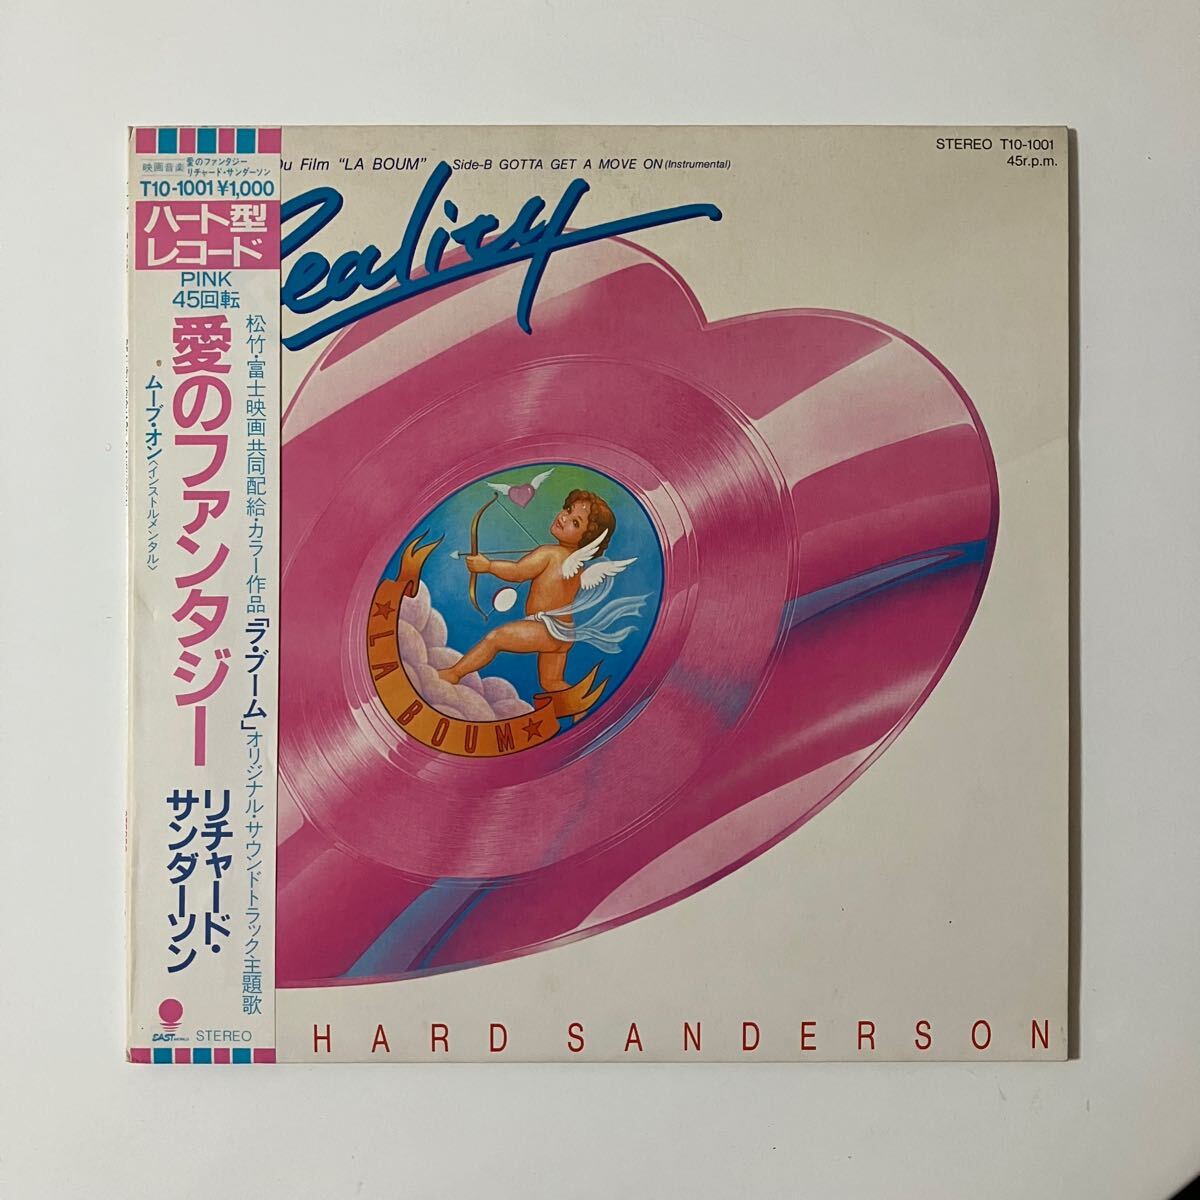 Du Film "LA BOUM" Side-B GOTTA GET A MOVE ON (Instrumental)
STEREO T10-1001
45r.p.m.
Reality
映画音楽
愛のファンタジー
リチャード・サンダーソン
T10-1001 ¥1,000
ハート型
レコード
PINK
45回転
松竹・富士映画共同配給・カラー作品「ラ・ブーム」オリジナル・サウンドトラック主題歌
愛のファンタジー
ムーブ・オン〈インストルメンタル〉
リチャード・
サンダーソン
EAST WORLD STEREO
★ LA BOUM ★
HARD SANDERSON